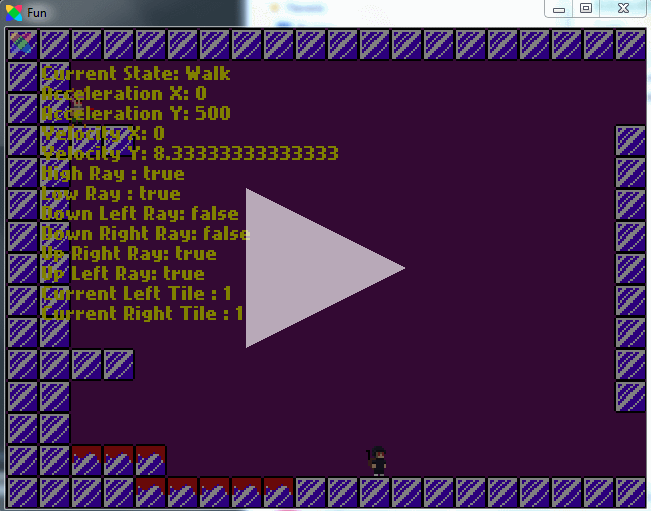 Fun
Current State: Walk
Acceleration X: 0
Acceleration Y: 500
Velocity X: 0
Velocity Y: 8.33333333333333
High Ray : true
Low Ray : true
Down Left Ray: false
Down Right Ray: false
Up Right Ray: true
Up Left Ray: true
Current Left Tile : 1
Current Right Tile : 1